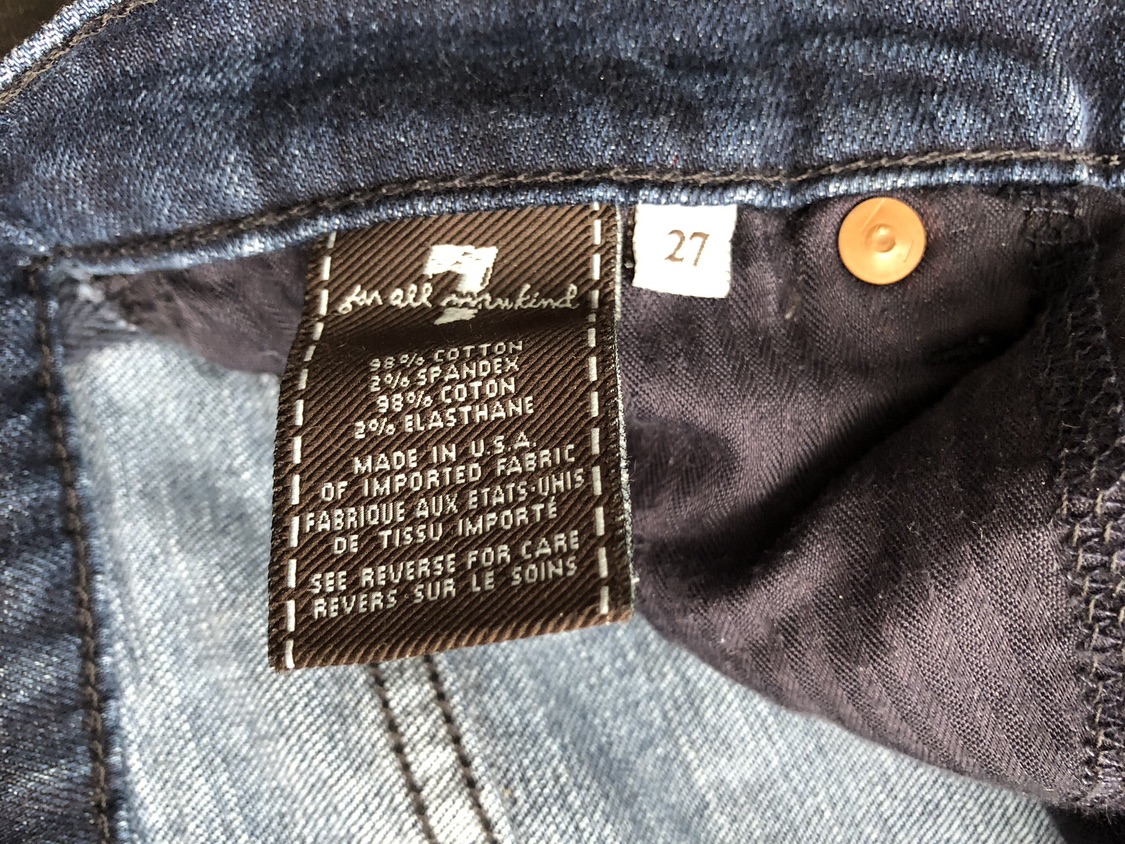 7
for all mankind
98% COTTON
2% SPANDEX
98% COTON
2% ELASTHANE
MADE IN U.S.A.
OF IMPORTED FABRIC
FABRIQUE AUX ETATS-UNIS
DE TISSU IMPORTÉ
SEE REVERSE FOR CARE
REVERS SUR LE SOINS
27